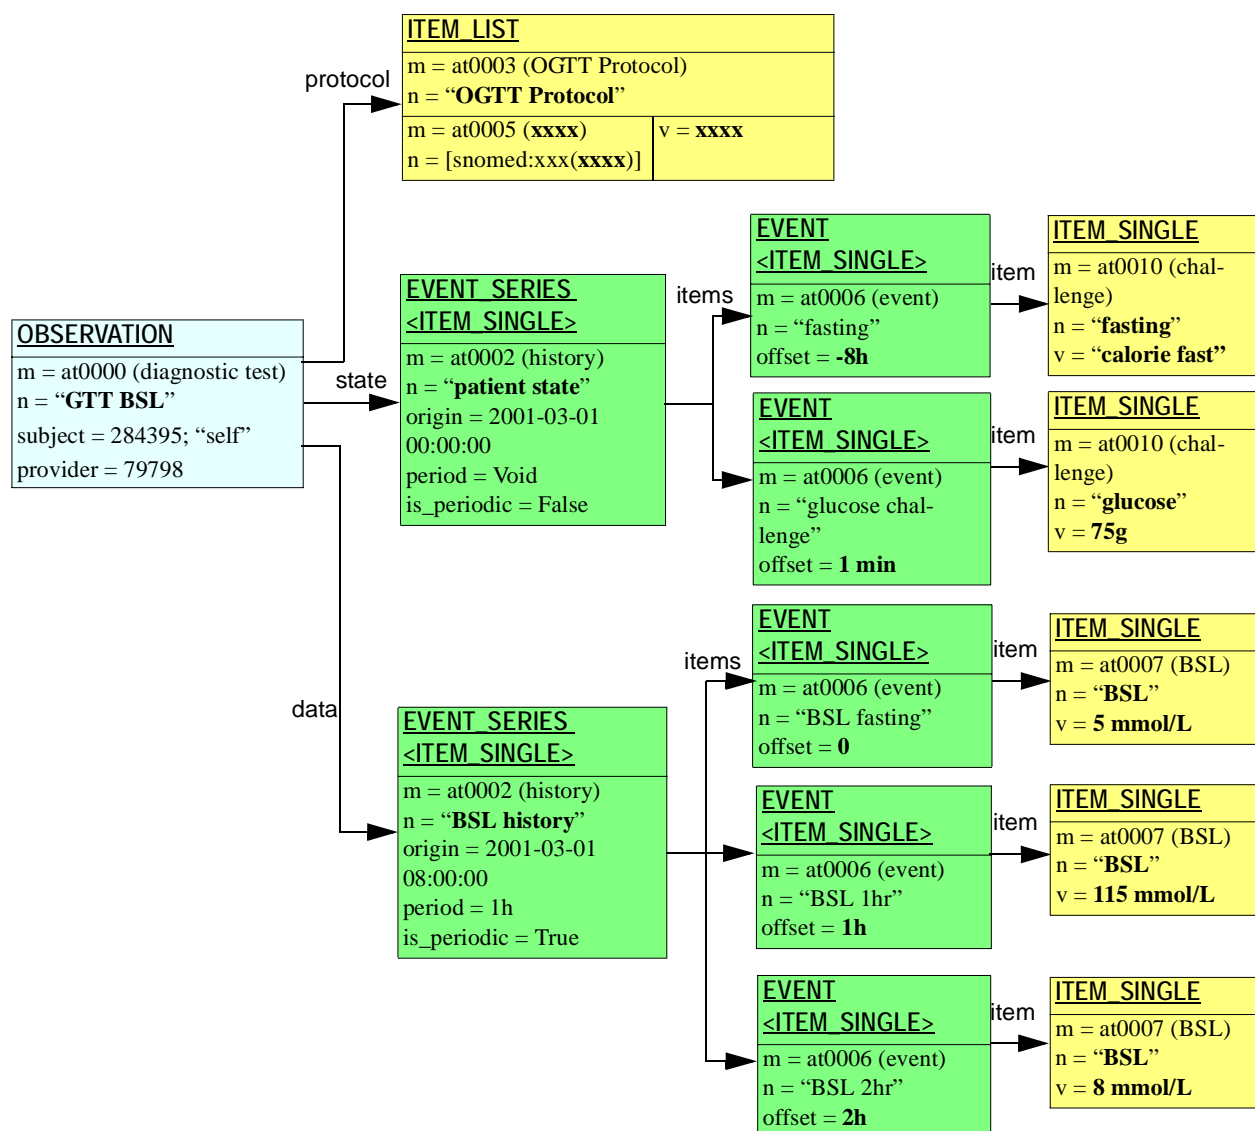 ITEM_LIST
m = at0003 (OGTT Protocol)
n = “OGTT Protocol”
m = at0005 (xxxx)
n = [snomed:xxx(xxxx)]
v = xxxx
protocol
OBSERVATION
m = at0000 (diagnostic test)
n = “GTT BSL”
subject = 284395; “self”
provider = 79798
state
EVENT_SERIES
<ITEM_SINGLE>
m = at0002 (history)
n = “patient state”
origin = 2001-03-01
00:00:00
period = Void
is_periodic = False
items
EVENT
<ITEM_SINGLE>
m = at0006 (event)
n = “fasting”
offset = -8h
item
ITEM_SINGLE
m = at0010 (chal-
lenge)
n = “fasting”
v = “calorie fast”
EVENT
<ITEM_SINGLE>
m = at0006 (event)
n = “glucose chal-
lenge”
offset = 1 min
item
ITEM_SINGLE
m = at0010 (chal-
lenge)
n = “glucose”
v = 75g
data
EVENT_SERIES
<ITEM_SINGLE>
m = at0002 (history)
n = “BSL history”
origin = 2001-03-01
08:00:00
period = 1h
is_periodic = True
items
EVENT
<ITEM_SINGLE>
m = at0006 (event)
n = “BSL fasting”
offset = 0
item
ITEM_SINGLE
m = at0007 (BSL)
n = “BSL”
v = 5 mmol/L
EVENT
<ITEM_SINGLE>
m = at0006 (event)
n = “BSL 1hr”
offset = 1h
item
ITEM_SINGLE
m = at0007 (BSL)
n = “BSL”
v = 115 mmol/L
EVENT
<ITEM_SINGLE>
m = at0006 (event)
n = “BSL 2hr”
offset = 2h
item
ITEM_SINGLE
m = at0007 (BSL)
n = “BSL”
v = 8 mmol/L